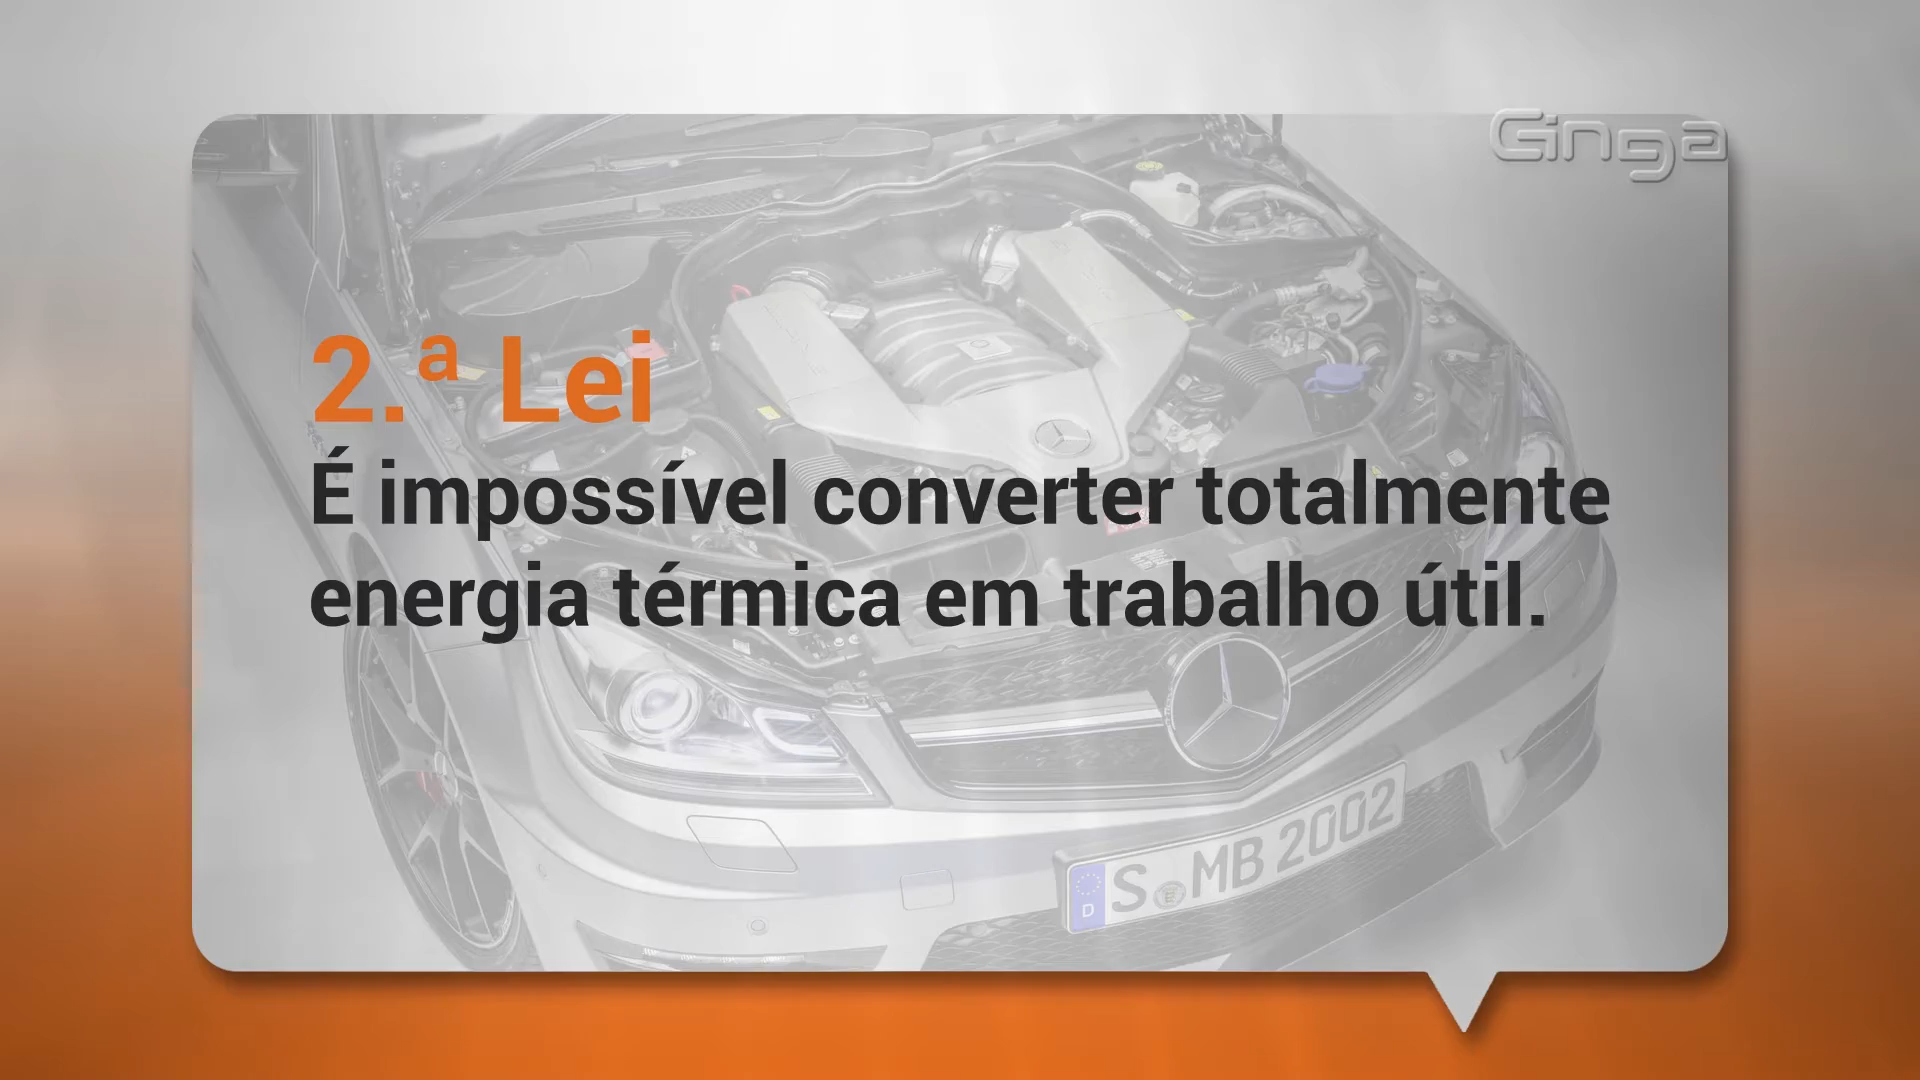 Ginga
2.ª Lei
É impossível converter totalmente
energia térmica em trabalho útil.
S MB 2002
D